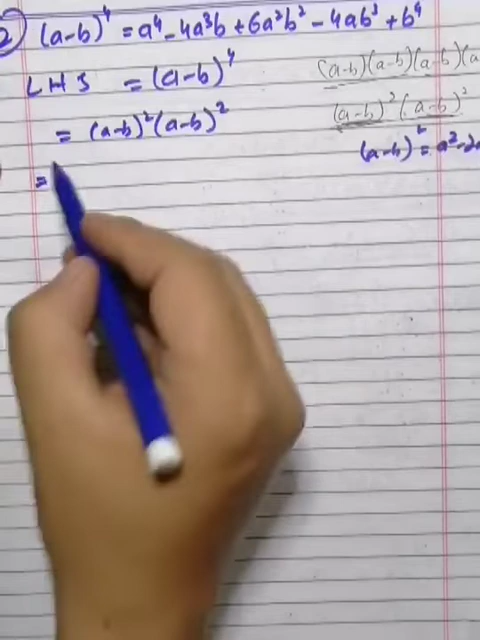 2) (a-b)⁴ = a⁴ - 4a³b + 6a²b² - 4ab³ + b⁴
LHS = (a-b)⁴
(a-b)(a-b)(a-b)(a
= (a-b)²(a-b)²
(a-b)²(a-b)²
(a-b)² = a² - 2a
=